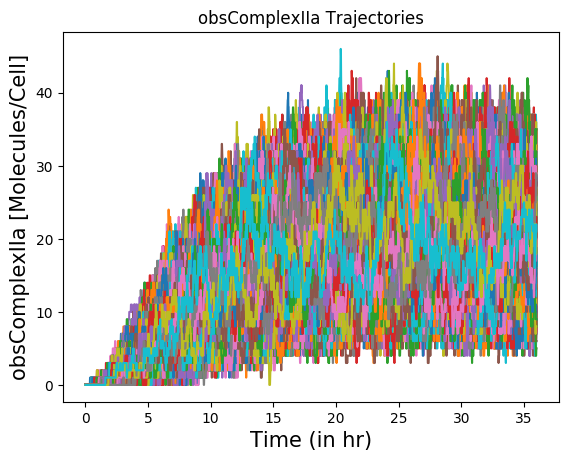 obsComplexIIa Trajectories
obsComplexIIa [Molecules/Cell]
40
30
20
10
0
0 5 10 15 20 25 30 35
Time (in hr)